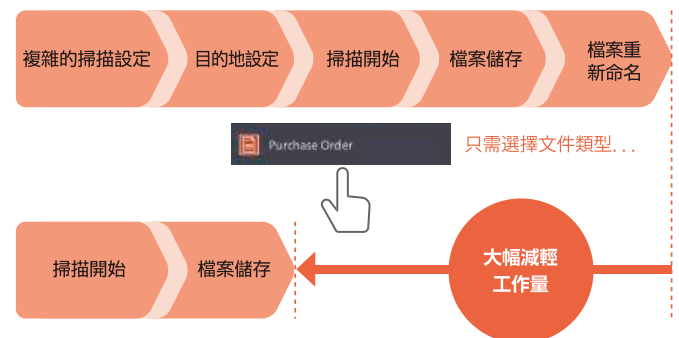 複雜的掃描設定
目的地設定
掃描開始
檔案儲存
檔案重
新命名
Purchase Order
只需選擇文件類型...
掃描開始
檔案儲存
大幅減輕
工作量